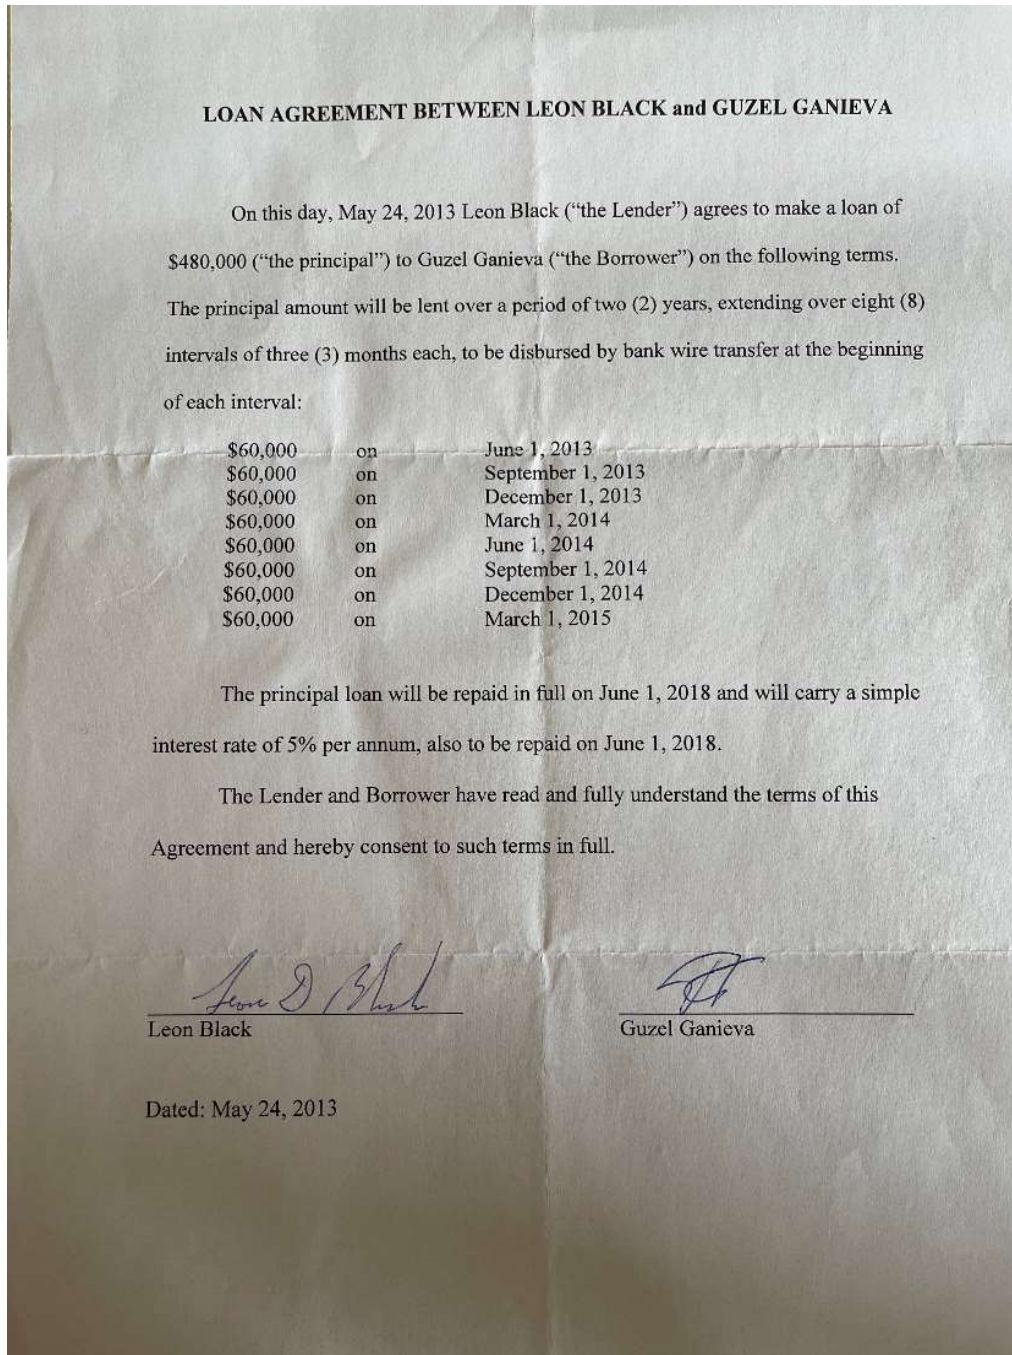 LOAN AGREEMENT BETWEEN LEON BLACK and GUZEL GANIEVA
On this day, May 24, 2013 Leon Black (“the Lender”) agrees to make a loan of
$480,000 (“the principal”) to Guzel Ganieva (“the Borrower”) on the following terms.
The principal amount will be lent over a period of two (2) years, extending over eight (8)
intervals of three (3) months each, to be disbursed by bank wire transfer at the beginning
of each interval:
$60,000 on June 1, 2013
$60,000 on September 1, 2013
$60,000 on December 1, 2013
$60,000 on March 1, 2014
$60,000 on June 1, 2014
$60,000 on September 1, 2014
$60,000 on December 1, 2014
$60,000 on March 1, 2015
The principal loan will be repaid in full on June 1, 2018 and will carry a simple
interest rate of 5% per annum, also to be repaid on June 1, 2018.
The Lender and Borrower have read and fully understand the terms of this
Agreement and hereby consent to such terms in full.
Leon D Black
Leon Black Guzel Ganieva
Dated: May 24, 2013